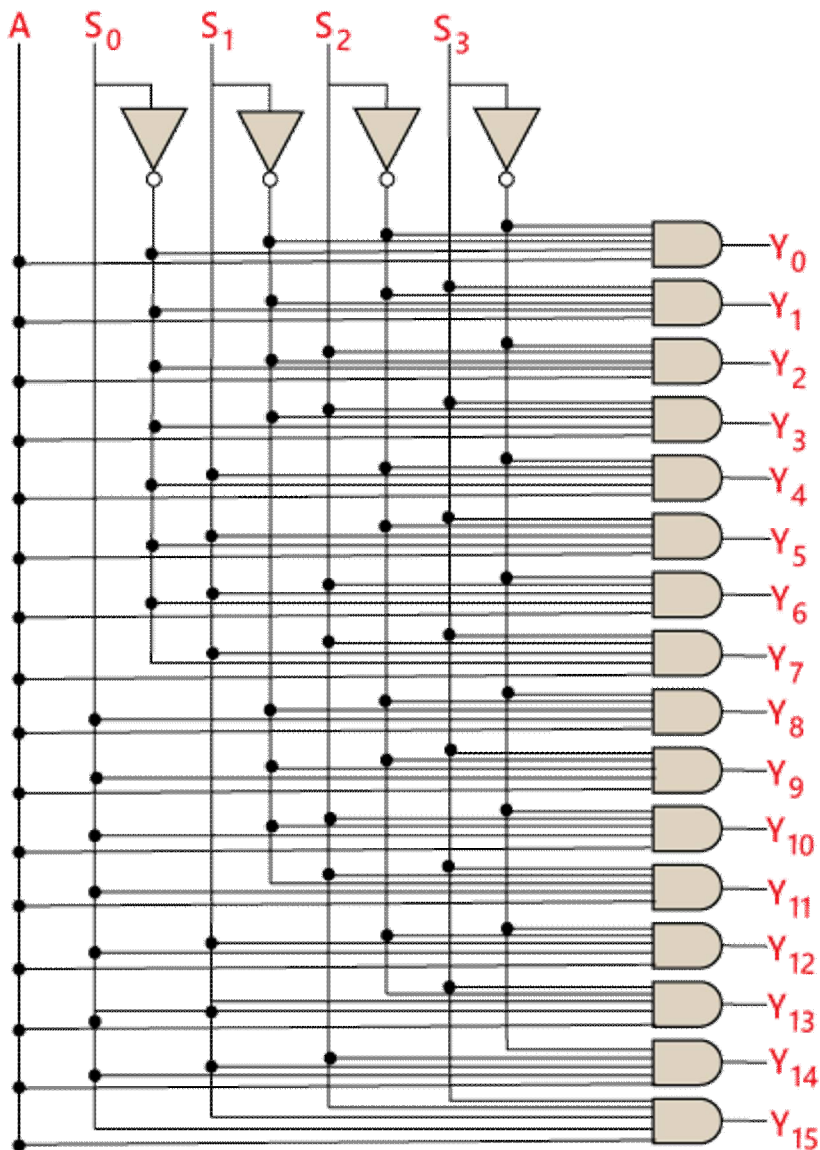 A S₀ S₁ S₂ S₃
Y₀
Y₁
Y₂
Y₃
Y₄
Y₅
Y₆
Y₇
Y₈
Y₉
Y₁₀
Y₁₁
Y₁₂
Y₁₃
Y₁₄
Y₁₅